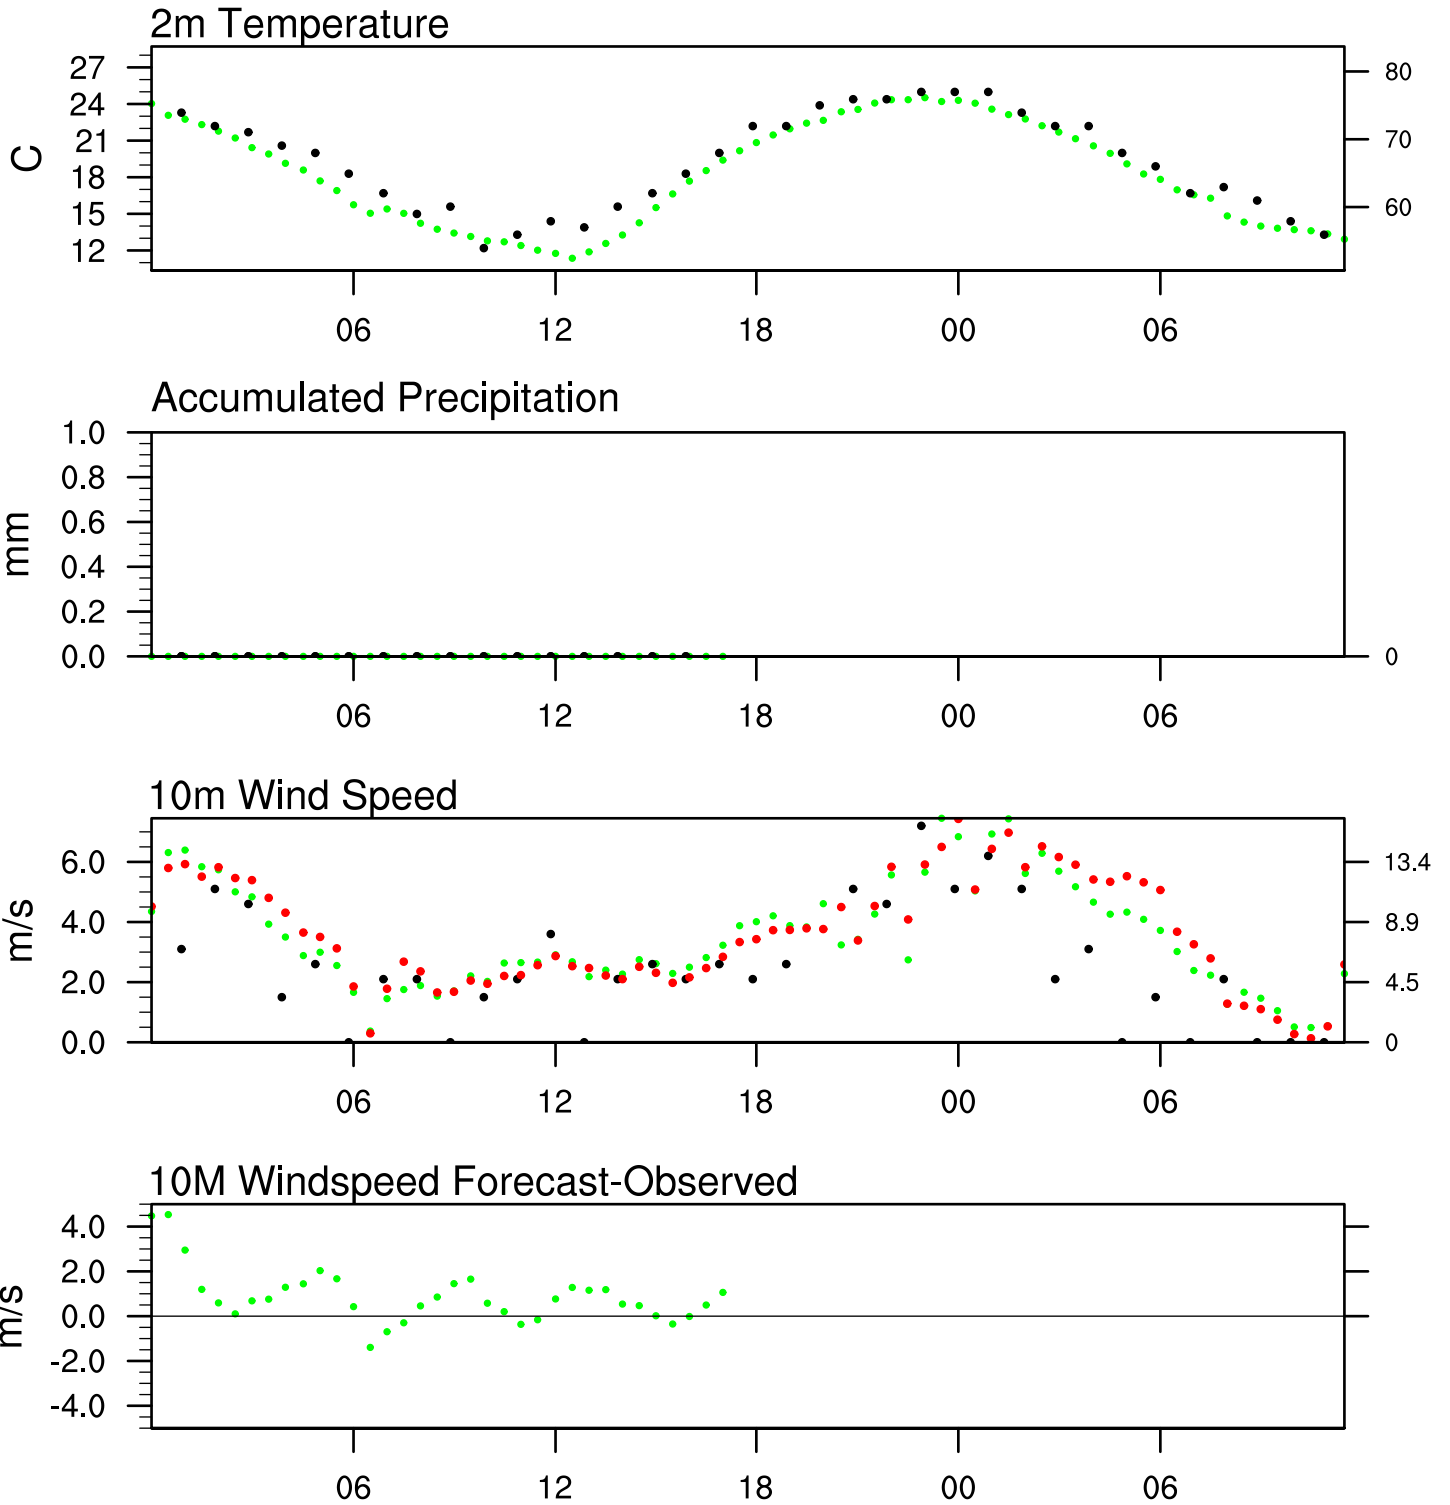 2m Temperature
27
24
21
18
15
12
C
80
70
60
06 12 18 00 06
Accumulated Precipitation
1.0
0.8
0.6
0.4
0.2
0.0
mm
0
06 12 18 00 06
10m Wind Speed
6.0
4.0
2.0
0.0
m/s
13.4
8.9
4.5
0
06 12 18 00 06
10M Windspeed Forecast-Observed
4.0
2.0
0.0
-2.0
-4.0
m/s
06 12 18 00 06